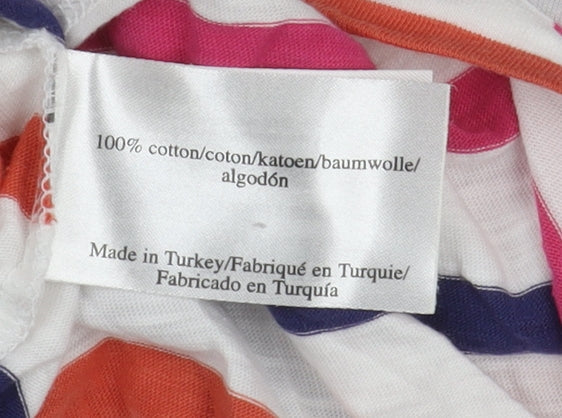 100% cotton/coton/katoen/baumwolle/
algodón
Made in Turkey/Fabriqué en Turquie/
Fabricado en Turquía